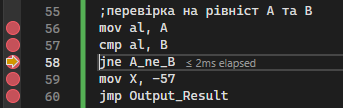 55 ;перевірка на рівніст A та B
56 mov al, A
57 cmp al, B
58 jne A_ne_B ≤ 2ms elapsed
59 mov X, -57
60 jmp Output_Result